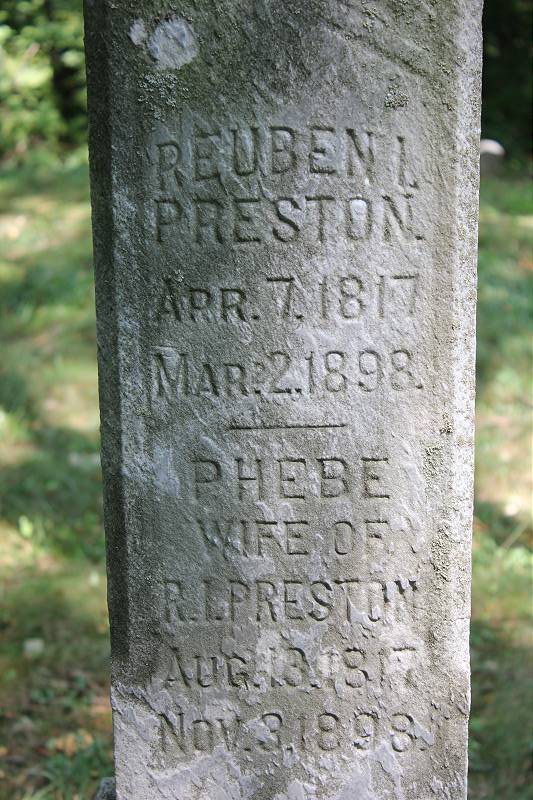 REUBEN I.
PRESTON.
APR. 7, 1817
MAR. 2, 1898.
PHEBE
WIFE OF
R. I. PRESTON
AUG. 13, 1817
NOV. 3, 1898.